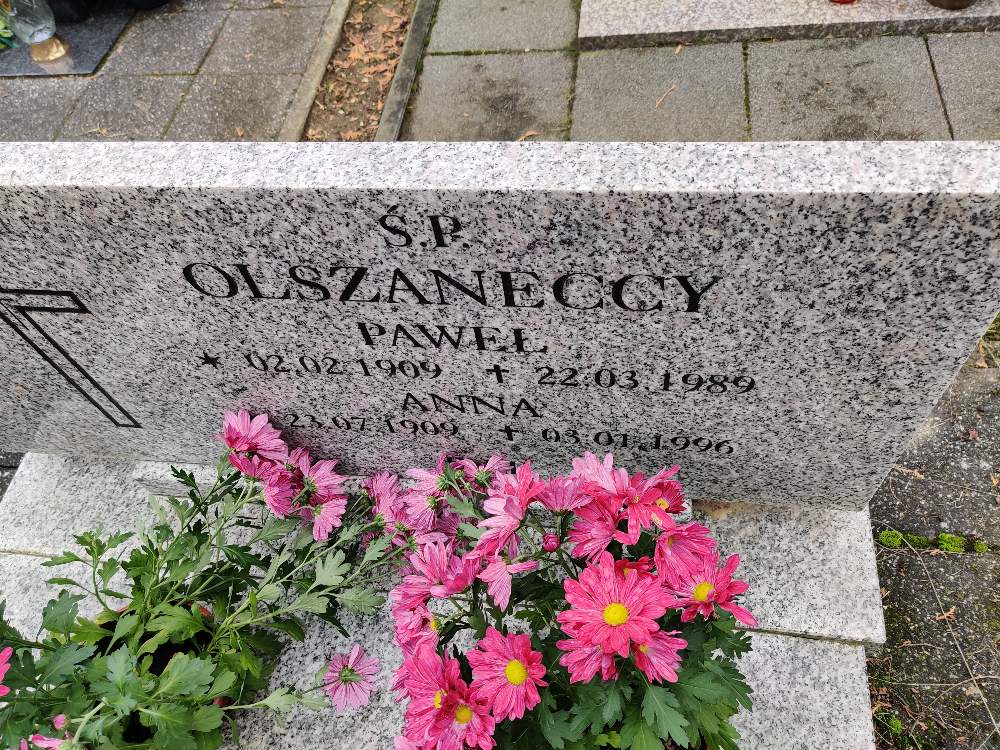 Ś.P.
OLSZANECCY
PAWEŁ
★ 02.02.1909 ✝ 22.03.1989
ANNA
23.07.1909 ✝ 03.01.1996